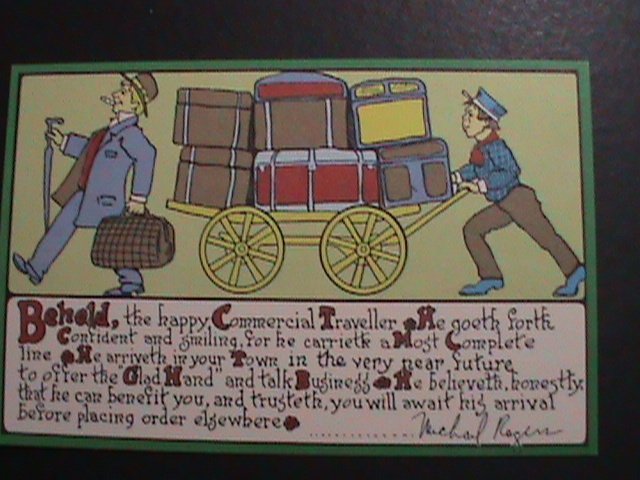 Behold, the happy Commercial Traveller He goeth forth
Confident and smiling, for he carrieth a Most Complete
line He arriveth in your Town in the very near future
to offer the "Glad Hand" and talk Business He believeth, honestly,
that he can benefit you, and trusteth, you will await his arrival
before placing order elsewhere
Michael Rogers